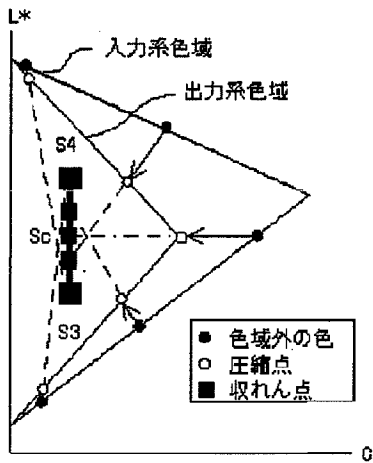 L*
入力系色域
出力系色域
S4
Sc
S3
● 色域外の色
○ 圧縮点
■ 収れん点
C